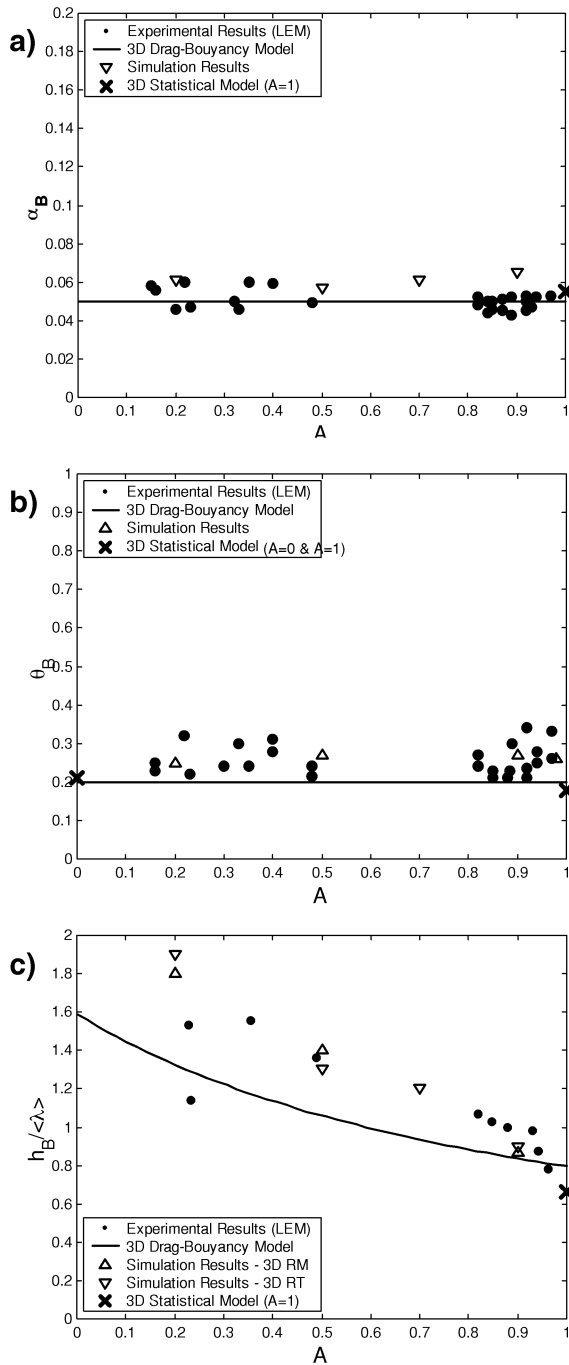 a)
0.2
0.18
0.16
0.14
0.12
0.1
0.08
0.06
0.04
0.02
0
α_B
Experimental Results (LEM)
3D Drag-Bouyancy Model
Simulation Results
3D Statistical Model (A=1)
0 0.1 0.2 0.3 0.4 0.5 0.6 0.7 0.8 0.9 1
A
b)
1
0.9
0.8
0.7
0.6
0.5
0.4
0.3
0.2
0.1
0
θ_B
Experimental Results (LEM)
3D Drag-Bouyancy Model
Simulation Results
3D Statistical Model (A=0 & A=1)
0 0.1 0.2 0.3 0.4 0.5 0.6 0.7 0.8 0.9 1
A
c)
2
1.8
1.6
1.4
1.2
1
0.8
0.6
0.4
0.2
0
h_B/<λ>
Experimental Results (LEM)
3D Drag-Bouyancy Model
Simulation Results - 3D RM
Simulation Results - 3D RT
3D Statistical Model (A=1)
0 0.1 0.2 0.3 0.4 0.5 0.6 0.7 0.8 0.9 1
A